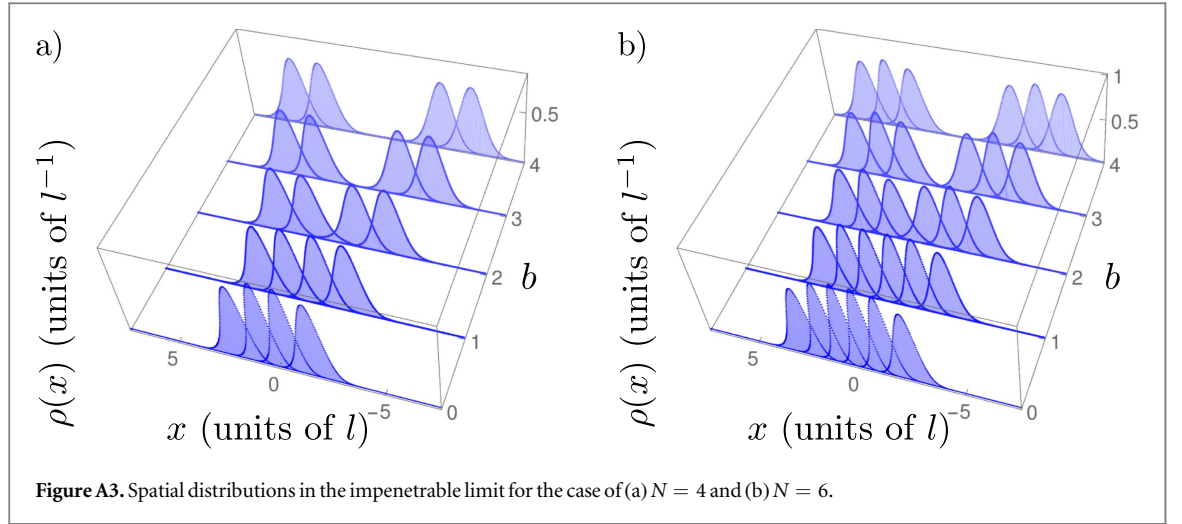 a)
ρ(x) (units of l⁻¹)
0.5
4
3
2
b
1
0
5
0
−5
x (units of l)
b)
ρ(x) (units of l⁻¹)
1
0.5
4
3
2
b
1
0
5
0
−5
x (units of l)
Figure A3. Spatial distributions in the impenetrable limit for the case of (a) N = 4 and (b) N = 6.